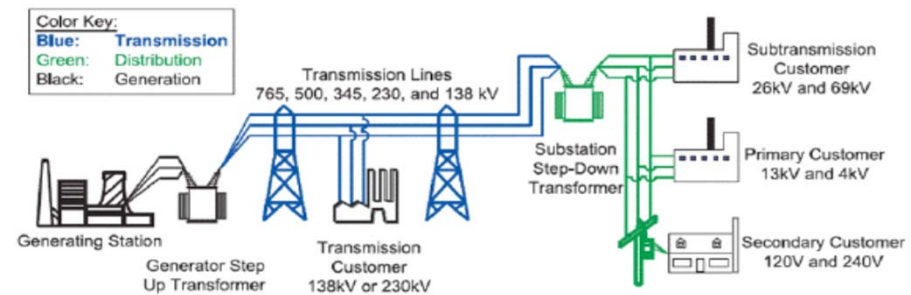 Color Key:
Blue: Transmission
Green: Distribution
Black: Generation
Transmission Lines
765, 500, 345, 230, and 138 kV
Subtransmission
Customer
26kV and 69kV
Substation
Step-Down
Transformer
Primary Customer
13kV and 4kV
Generating Station
Generator Step
Up Transformer
Transmission
Customer
138kV or 230kV
Secondary Customer
120V and 240V